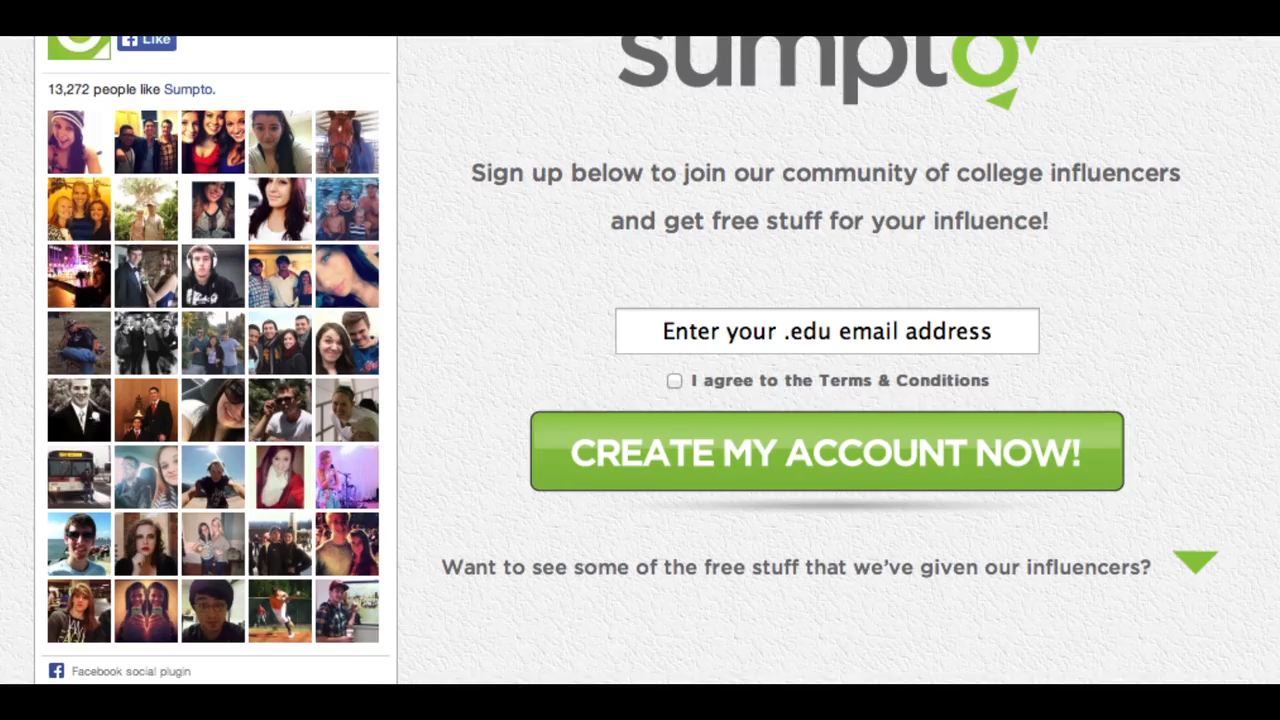 Like
13,272 people like Sumpto.
Facebook social plugin
sumpto
Sign up below to join our community of college influencers
and get free stuff for your influence!
Enter your .edu email address
I agree to the Terms & Conditions
CREATE MY ACCOUNT NOW!
Want to see some of the free stuff that we've given our influencers?